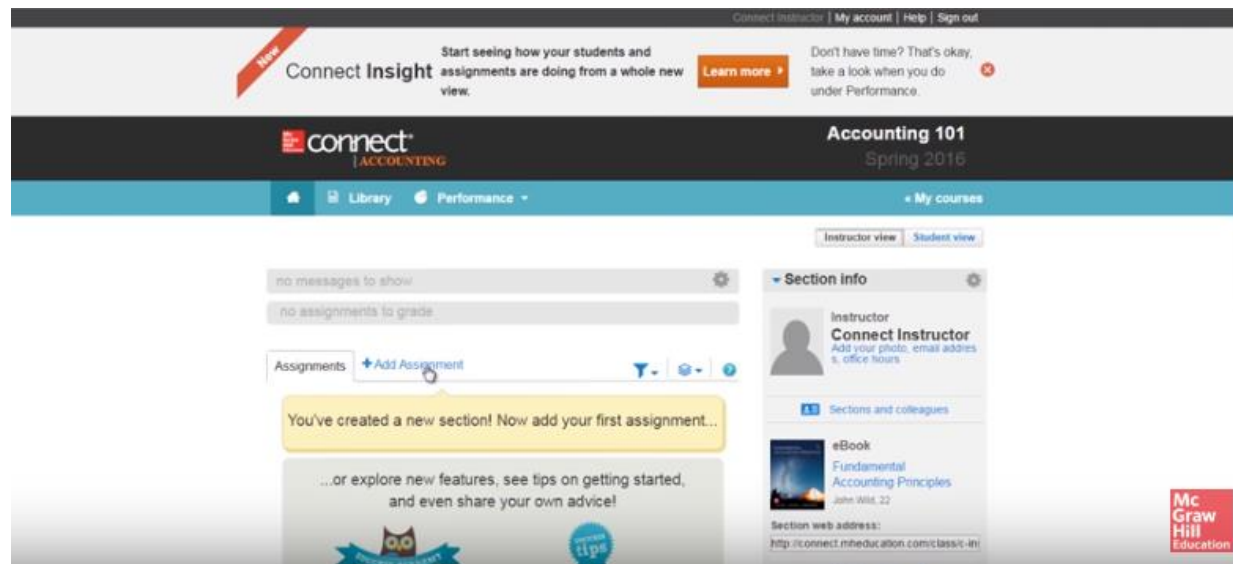 Connect Instructor | My account | Help | Sign out
New
Connect Insight
Start seeing how your students and
assignments are doing from a whole new
view.
Learn more
Don't have time? That's okay,
take a look when you do
under Performance.
Mc
Graw
Hill
Education
connect
|ACCOUNTING
Accounting 101
Spring 2016
Library
Performance
« My courses
Instructor view
Student view
no messages to show
no assignments to grade
Assignments
+Add Assignment
You've created a new section! Now add your first assignment...
...or explore new features, see tips on getting started,
and even share your own advice!
tips
Section info
Instructor
Connect Instructor
Add your photo, email addres
s, office hours
Sections and colleagues
eBook
Fundamental
Accounting Principles
John Wild, 22
Section web address:
http://connect.mheducation.com/class/c-ins